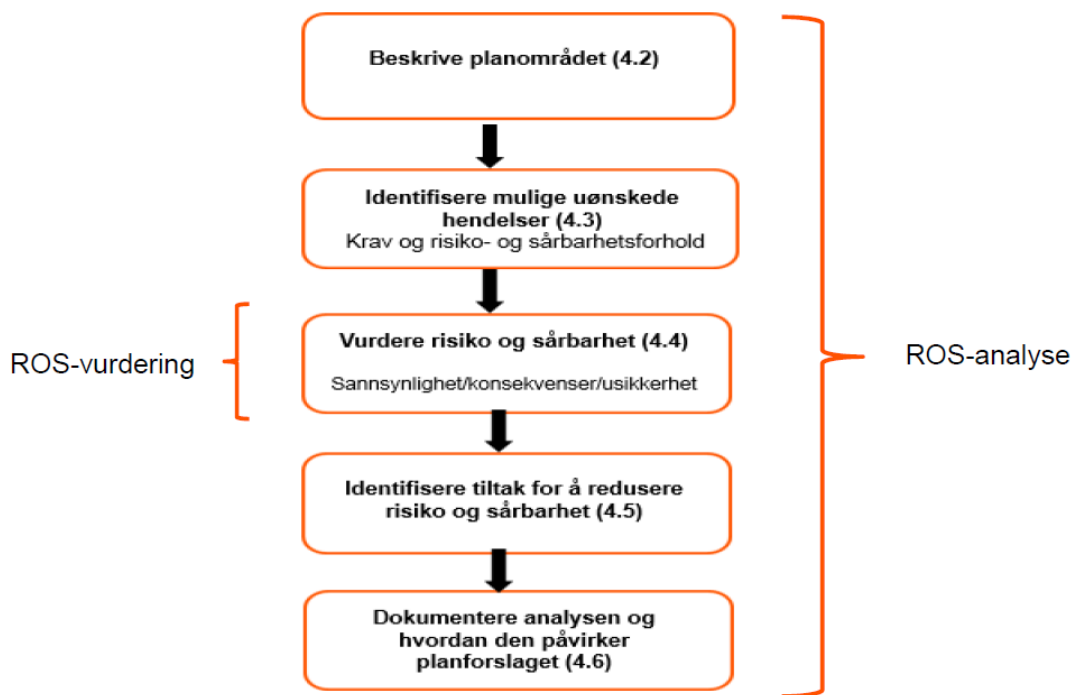 Beskrive planområdet (4.2)
Identifisere mulige uønskede
hendelser (4.3)
Krav og risiko- og sårbarhetsforhold
Vurdere risiko og sårbarhet (4.4)
Sannsynlighet/konsekvenser/usikkerhet
ROS-vurdering
ROS-analyse
Identifisere tiltak for å redusere
risiko og sårbarhet (4.5)
Dokumentere analysen og
hvordan den påvirker
planforslaget (4.6)